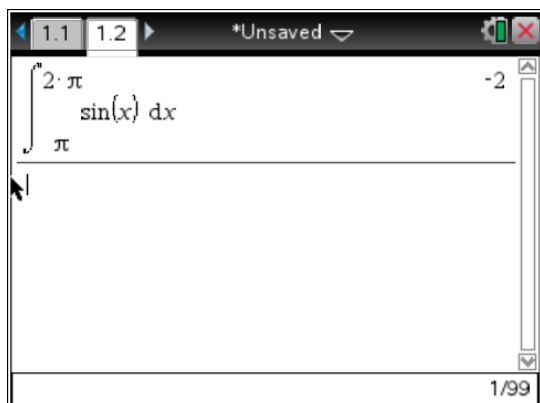 1.1 1.2 *Unsaved
2·π
∫ sin(x) dx -2
π
1/99